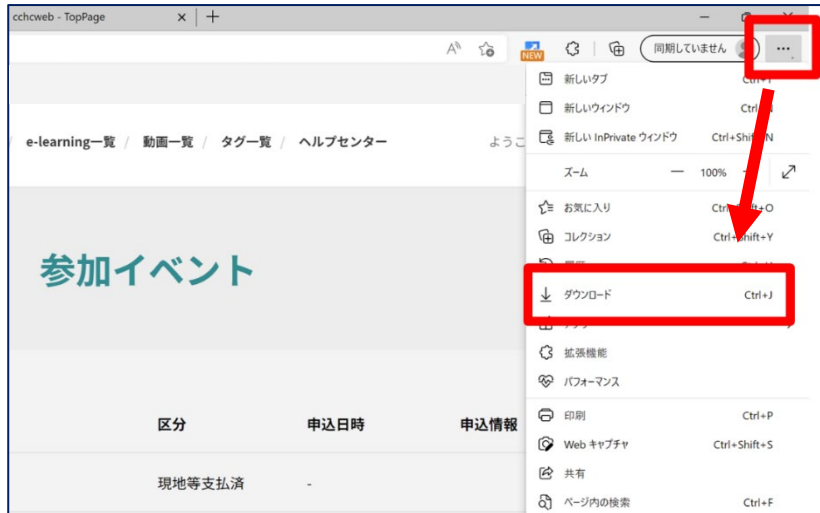 cchcweb - TopPage
NEW
同期していません
新しいタブ
新しいウィンドウ
新しい InPrivate ウィンドウ Ctrl+Shift+N
ズーム 100%
お気に入り
コレクション Ctrl+Shift+Y
ダウンロード Ctrl+J
拡張機能
パフォーマンス
印刷 Ctrl+P
Web キャプチャ Ctrl+Shift+S
共有
ページ内の検索 Ctrl+F
/ e-learning一覧 / 動画一覧 / タグ一覧 / ヘルプセンター
ようこ
参加イベント
区分 申込日時 申込情報
現地等支払済 -